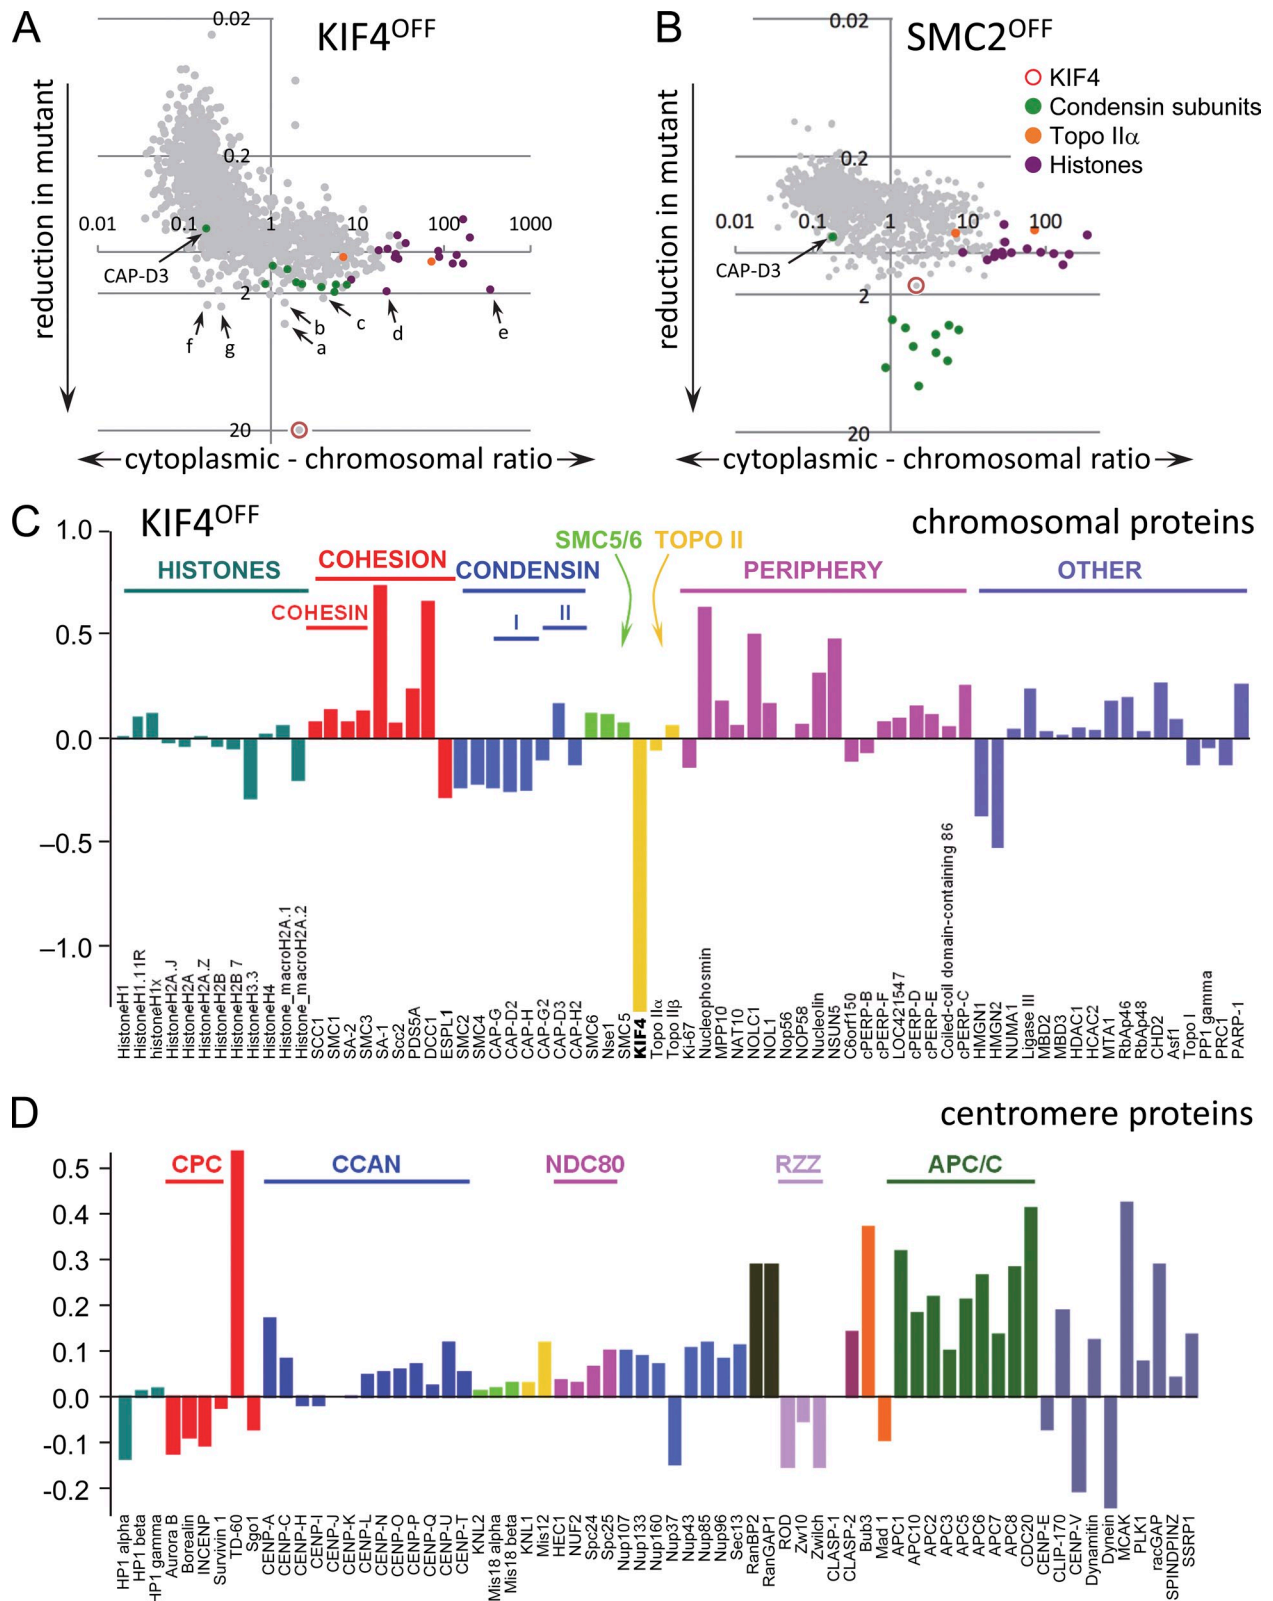 A
KIF4OFF
0.02
0.2
0.01
0.1
1
10
100
1000
2
20
CAP-D3
a
b
c
d
e
f
g
reduction in mutant
cytoplasmic - chromosomal ratio
B
SMC2OFF
KIF4
Condensin subunits
Topo IIα
Histones
0.02
0.2
0.01
0.1
1
10
100
2
20
CAP-D3
reduction in mutant
cytoplasmic - chromosomal ratio
C
KIF4OFF
chromosomal proteins
1.0
0.5
0.0
–0.5
–1.0
HISTONES
COHESION
COHESIN
CONDENSIN
I
II
SMC5/6
TOPO II
PERIPHERY
OTHER
HistoneH1
HistoneH1.11R
histoneH1x
HistoneH2A.J
HistoneH2A
HistoneH2A.Z
HistoneH2B
HistoneH2B 7
HistoneH3.3
HistoneH4
Histone_macroH2A.1
Histone_macroH2A.2
SCC1
SMC1
SA-2
SMC3
SA-1
Scc2
PDS5A
DCC1
ESPL1
SMC2
SMC4
CAP-G
CAP-D2
CAP-H
CAP-G2
CAP-D3
CAP-H2
SMC6
Nse1
SMC5
KIF4
Topo IIα
Topo IIβ
Ki-67
Nucleophosmin
MPP10
NAT10
NOLC1
NOL1
Nop56
NOP58
Nucleolin
NSUN5
C6orf150
cPERP-B
cPERP-F
LOC421547
cPERP-D
cPERP-E
Coiled-coil domain-containing 86
cPERP-C
HMGN1
HMGN2
NUMA1
Ligase III
MBD2
MBD3
HDAC1
HCAC2
MTA1
RbAp46
RbAp48
CHD2
Asf1
Topo I
PP1 gamma
PRC1
PARP-1
D
centromere proteins
0.5
0.4
0.3
0.2
0.1
0.0
-0.1
-0.2
CPC
CCAN
NDC80
RZZ
APC/C
HP1 alpha
HP1 beta
HP1 gamma
Aurora B
Borealin
INCENP
Survivin 1
TD-60
Sgo1
CENP-A
CENP-C
CENP-H
CENP-I
CENP-J
CENP-K
CENP-L
CENP-N
CENP-O
CENP-P
CENP-Q
CENP-U
CENP-T
KNL2
Mis18 alpha
Mis18 beta
KNL1
Mis12
HEC1
NUF2
Spc24
Spc25
Nup107
Nup133
Nup160
Nup37
Nup43
Nup85
Nup96
Sec13
RanBP2
RanGAP1
ROD
Zw10
Zwilch
CLASP-1
CLASP-2
Bub3
Mad 1
APC1
APC10
APC2
APC3
APC5
APC6
APC7
APC8
CDC20
CENP-E
CLIP-170
CENP-V
Dynamitin
Dynein
MCAK
PLK1
racGAP
SPINDPINZ
SSRP1